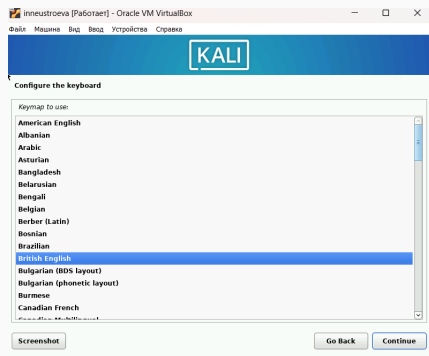 inneustroeva [Работает] - Oracle VM VirtualBox
Файл Машина Вид Ввод Устройства Справка
KALI
Configure the keyboard
Keymap to use:
American English
Albanian
Arabic
Asturian
Bangladesh
Belarusian
Bengali
Belgian
Berber (Latin)
Bosnian
Brazilian
British English
Bulgarian (BDS layout)
Bulgarian (phonetic layout)
Burmese
Canadian French
Canadian Multilingual
Screenshot Go Back Continue